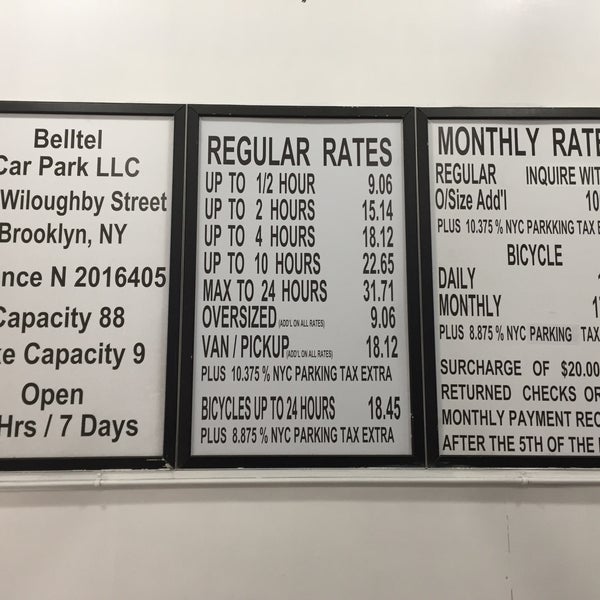 Belltel
Car Park LLC
Wiloughby Street
Brooklyn, NY
nce N 2016405
Capacity 88
e Capacity 9
Open
Hrs / 7 Days
REGULAR RATES
UP TO 1/2 HOUR 9.06
UP TO 2 HOURS 15.14
UP TO 4 HOURS 18.12
UP TO 10 HOURS 22.65
MAX TO 24 HOURS 31.71
OVERSIZED (ADD'L ON ALL RATES) 9.06
VAN / PICKUP (ADD'L ON ALL RATES) 18.12
PLUS 10.375 % NYC PARKING TAX EXTRA
BICYCLES UP TO 24 HOURS 18.45
PLUS 8.875 % NYC PARKING TAX EXTRA
MONTHLY RATE
REGULAR INQUIRE WIT
O/Size Add'l 10
PLUS 10.375 % NYC PARKKING TAX E
BICYCLE
DAILY
MONTHLY 1
PLUS 8.875 % NYC PARKING TAX
SURCHARGE OF $20.00
RETURNED CHECKS OR
MONTHLY PAYMENT REC
AFTER THE 5TH OF THE